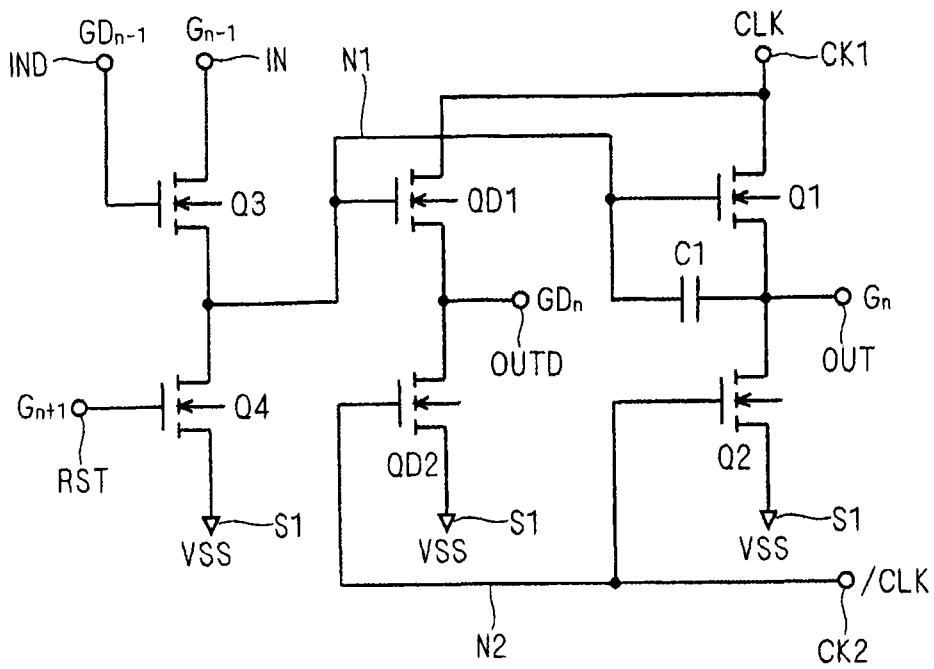 GDn-1
Gn-1
CLK
IND
IN
N1
CK1
Q3
QD1
Q1
C1
GDn
Gn
OUTD
OUT
Gn+1
Q4
RST
QD2
Q2
S1
VSS
S1
VSS
S1
VSS
/CLK
N2
CK2